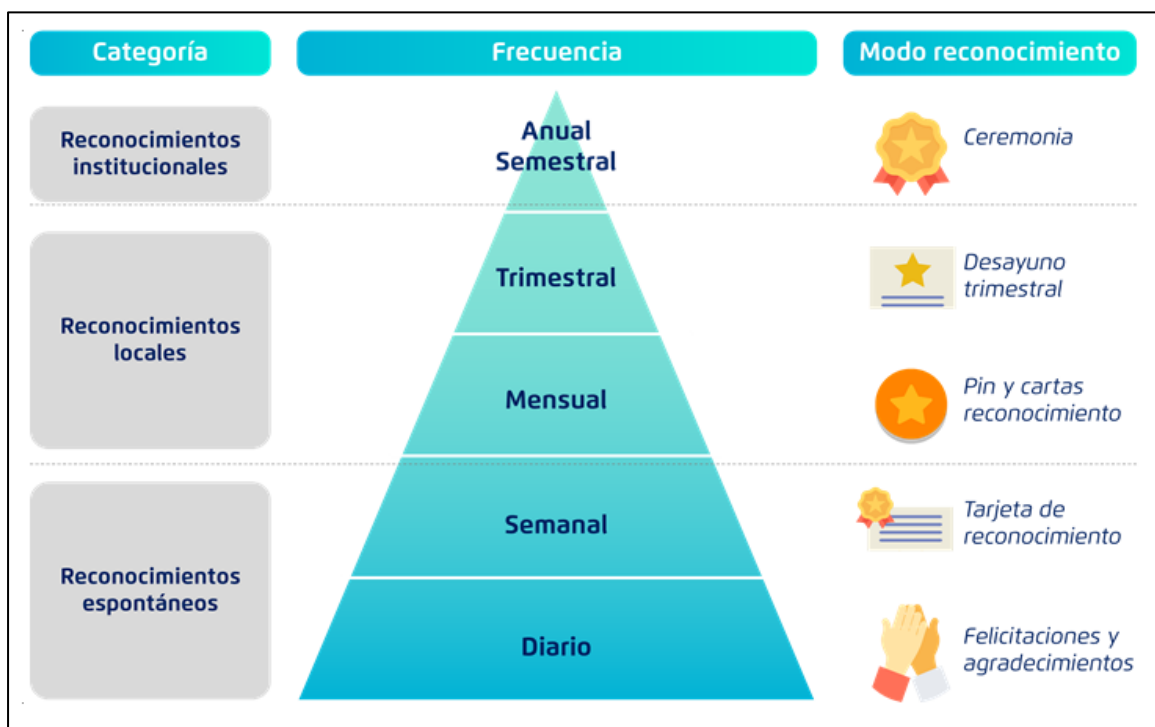 Categoría
Frecuencia
Modo reconocimiento
Reconocimientos
institucionales
Anual
Semestral
Ceremonia
Reconocimientos
locales
Trimestral
Desayuno
trimestral
Mensual
Pin y cartas
reconocimiento
Reconocimientos
espontáneos
Semanal
Tarjeta de
reconocimiento
Diario
Felicitaciones y
agradecimientos